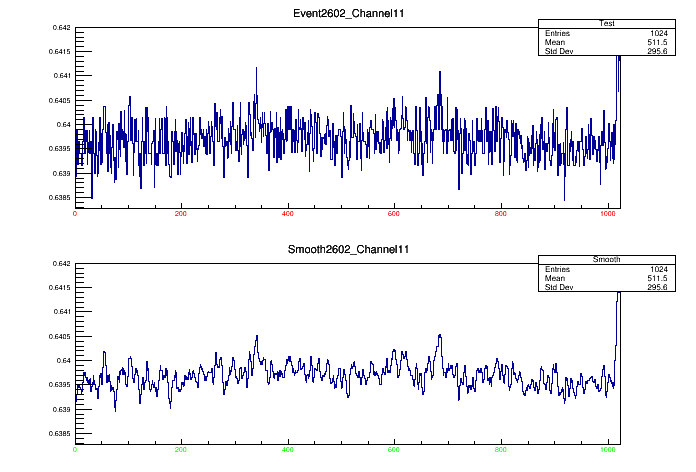 Event2602_Channel11
Test
Entries 1024
Mean 511.5
Std Dev 295.6
0.642
0.6415
0.641
0.6405
0.64
0.6395
0.639
0.6385
0 200 400 600 800 1000
Smooth2602_Channel11
Smooth
Entries 1024
Mean 511.5
Std Dev 295.6
0.642
0.6415
0.641
0.6405
0.64
0.6395
0.639
0.6385
0 200 400 600 800 1000